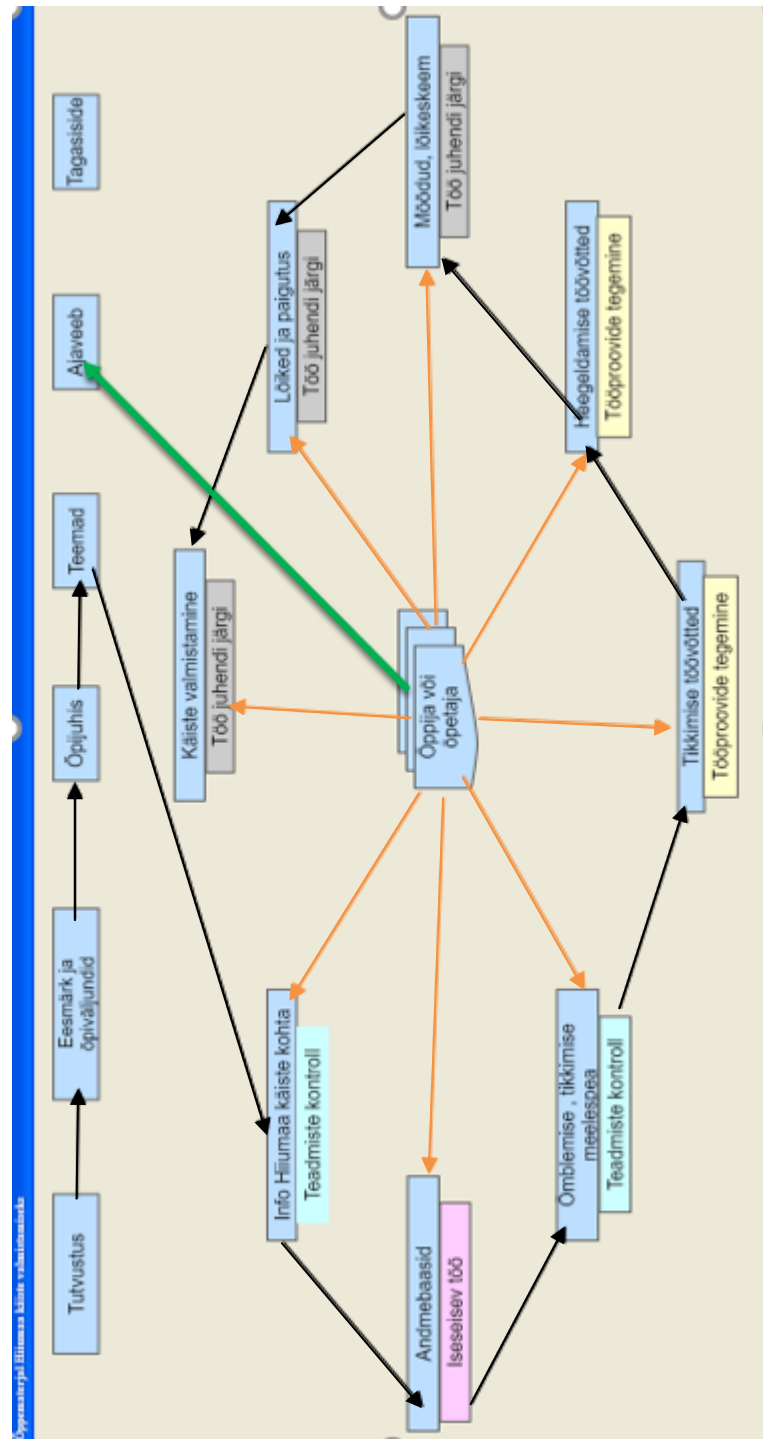 Õppematerjal Hiiumaa käiste valmistamiseks
Tutvustus
Eesmärk ja
õpiväljundid
Õpijuhis
Teemad
Ajaveeb
Tagasiside
Käiste valmistamine
Töö juhendi järgi
Info Hiiumaa käiste kohta
Teadmiste kontroll
Lõiked ja paigutus
Töö juhendi järgi
Andmebaasid
Iseseisev töö
Õppija või
õpetaja
Mõõdud, lõikeskeem
Töö juhendi järgi
Õmblemise , tikkimise
meelespea
Teadmiste kontroll
Heegeldamise töövõtted
Tööproovide tegemine
Tikkimise töövõtted
Tööproovide tegemine